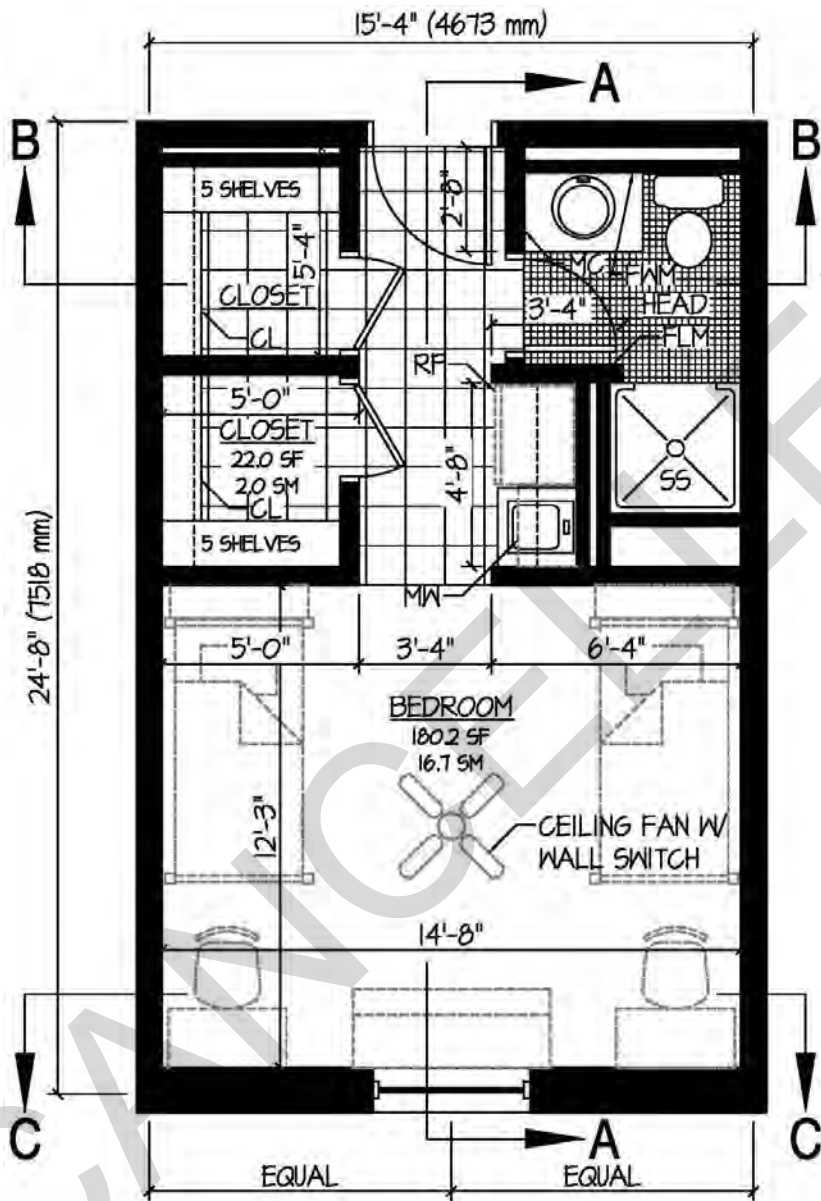 15'-4" (4673 mm)
A
B
B
5 SHELVES
2'-8"
5'-4"
MC
FWM
CLOSET
3'-4"
HEAD
CL
RF
FLM
5'-0"
CLOSET
22.0 SF
2.0 SM
CL
4'-8"
SS
5 SHELVES
24'-8" (7518 mm)
MW
5'-0"
3'-4"
6'-4"
BEDROOM
180.2 SF
16.7 SM
12'-3"
CEILING FAN W/
WALL SWITCH
14'-8"
C
A
C
EQUAL
EQUAL
CANCELLE